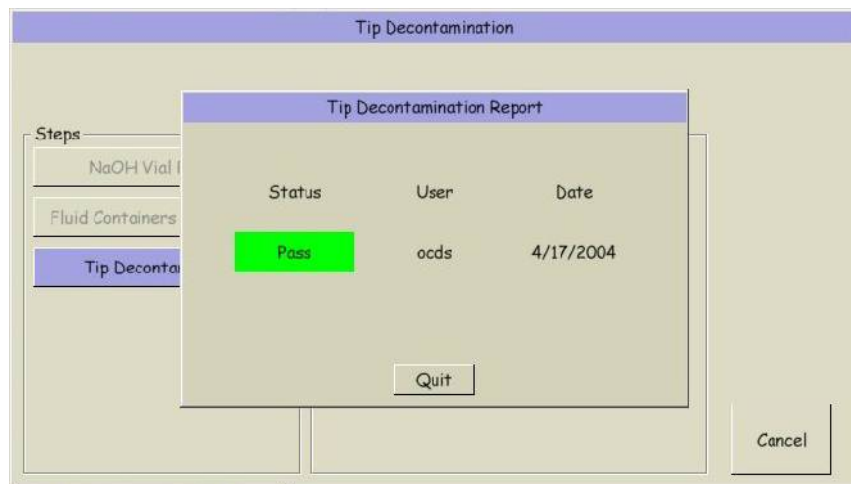 Tip Decontamination
Tip Decontamination Report
Steps
NaOH Vial
Status User Date
Fluid Containers
Pass ocds 4/17/2004
Tip Deconta
Quit
Cancel